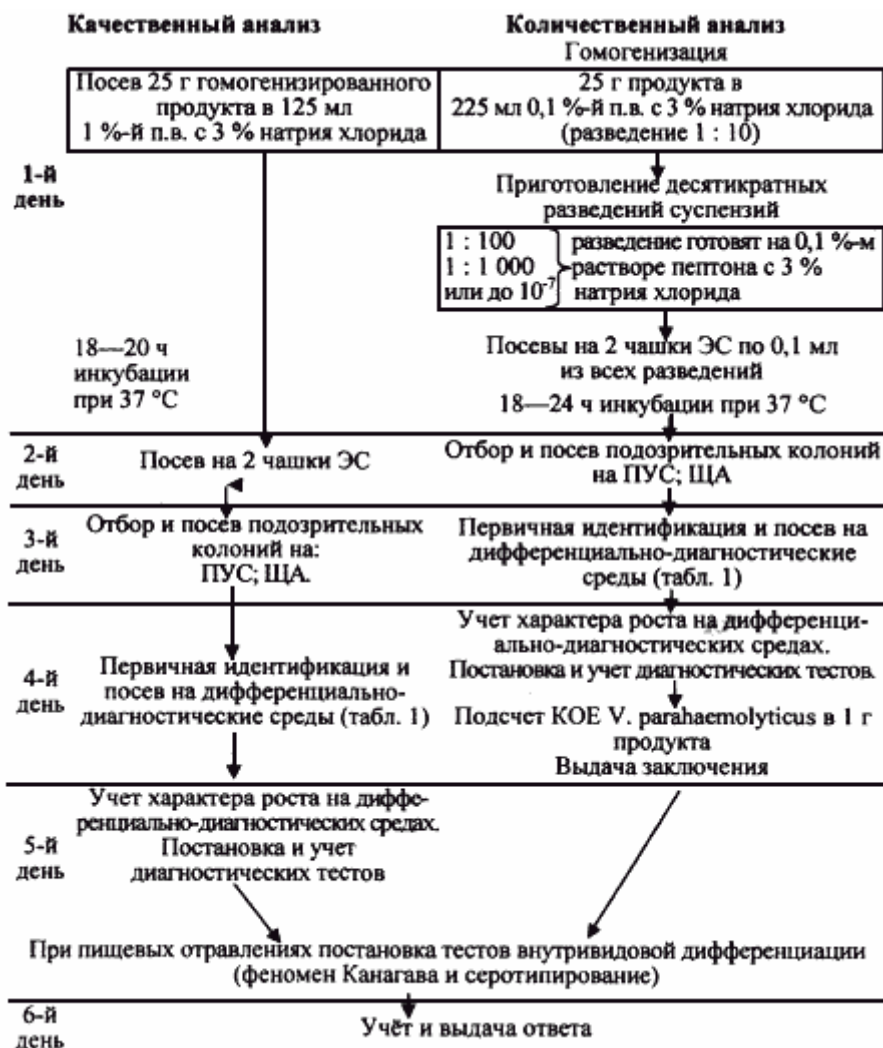 Качественный анализ
Количественный анализ
Гомогенизация
Посев 25 г гомогенизированного
продукта в 125 мл
1 %-й п.в. с 3 % натрия хлорида
25 г продукта в
225 мл 0,1 %-й п.в. с 3 % натрия хлорида
(разведение 1 : 10)
1-й
день
Приготовление десятикратных
разведений суспензий
1 : 100
1 : 1 000
или до 10⁻⁷
разведение готовят на 0,1 %-м
растворе пептона с 3 %
натрия хлорида
18—20 ч
инкубации
при 37 °С
Посевы на 2 чашки ЭС по 0,1 мл
из всех разведений
18—24 ч инкубации при 37 °С
2-й
день
Посев на 2 чашки ЭС
Отбор и посев подозрительных колоний
на ПУС; ЩА
3-й
день
Отбор и посев подозрительных
колоний на:
ПУС; ЩА.
Первичная идентификация и посев на
дифференциально-диагностические
среды (табл. 1)
4-й
день
Первичная идентификация и
посев на дифференциально-
диагностические среды (табл. 1)
Учет характера роста на дифференци-
ально-диагностических средах.
Постановка и учет диагностических тестов.
Подсчет КОЕ V. parahaemolyticus в 1 г
продукта
Выдача заключения
5-й
день
Учет характера роста на диффе-
ренциально-диагностических средах.
Постановка и учет
диагностических тестов
При пищевых отравлениях постановка тестов внутривидовой дифференциации
(феномен Канагава и серотипирование)
6-й
день
Учёт и выдача ответа